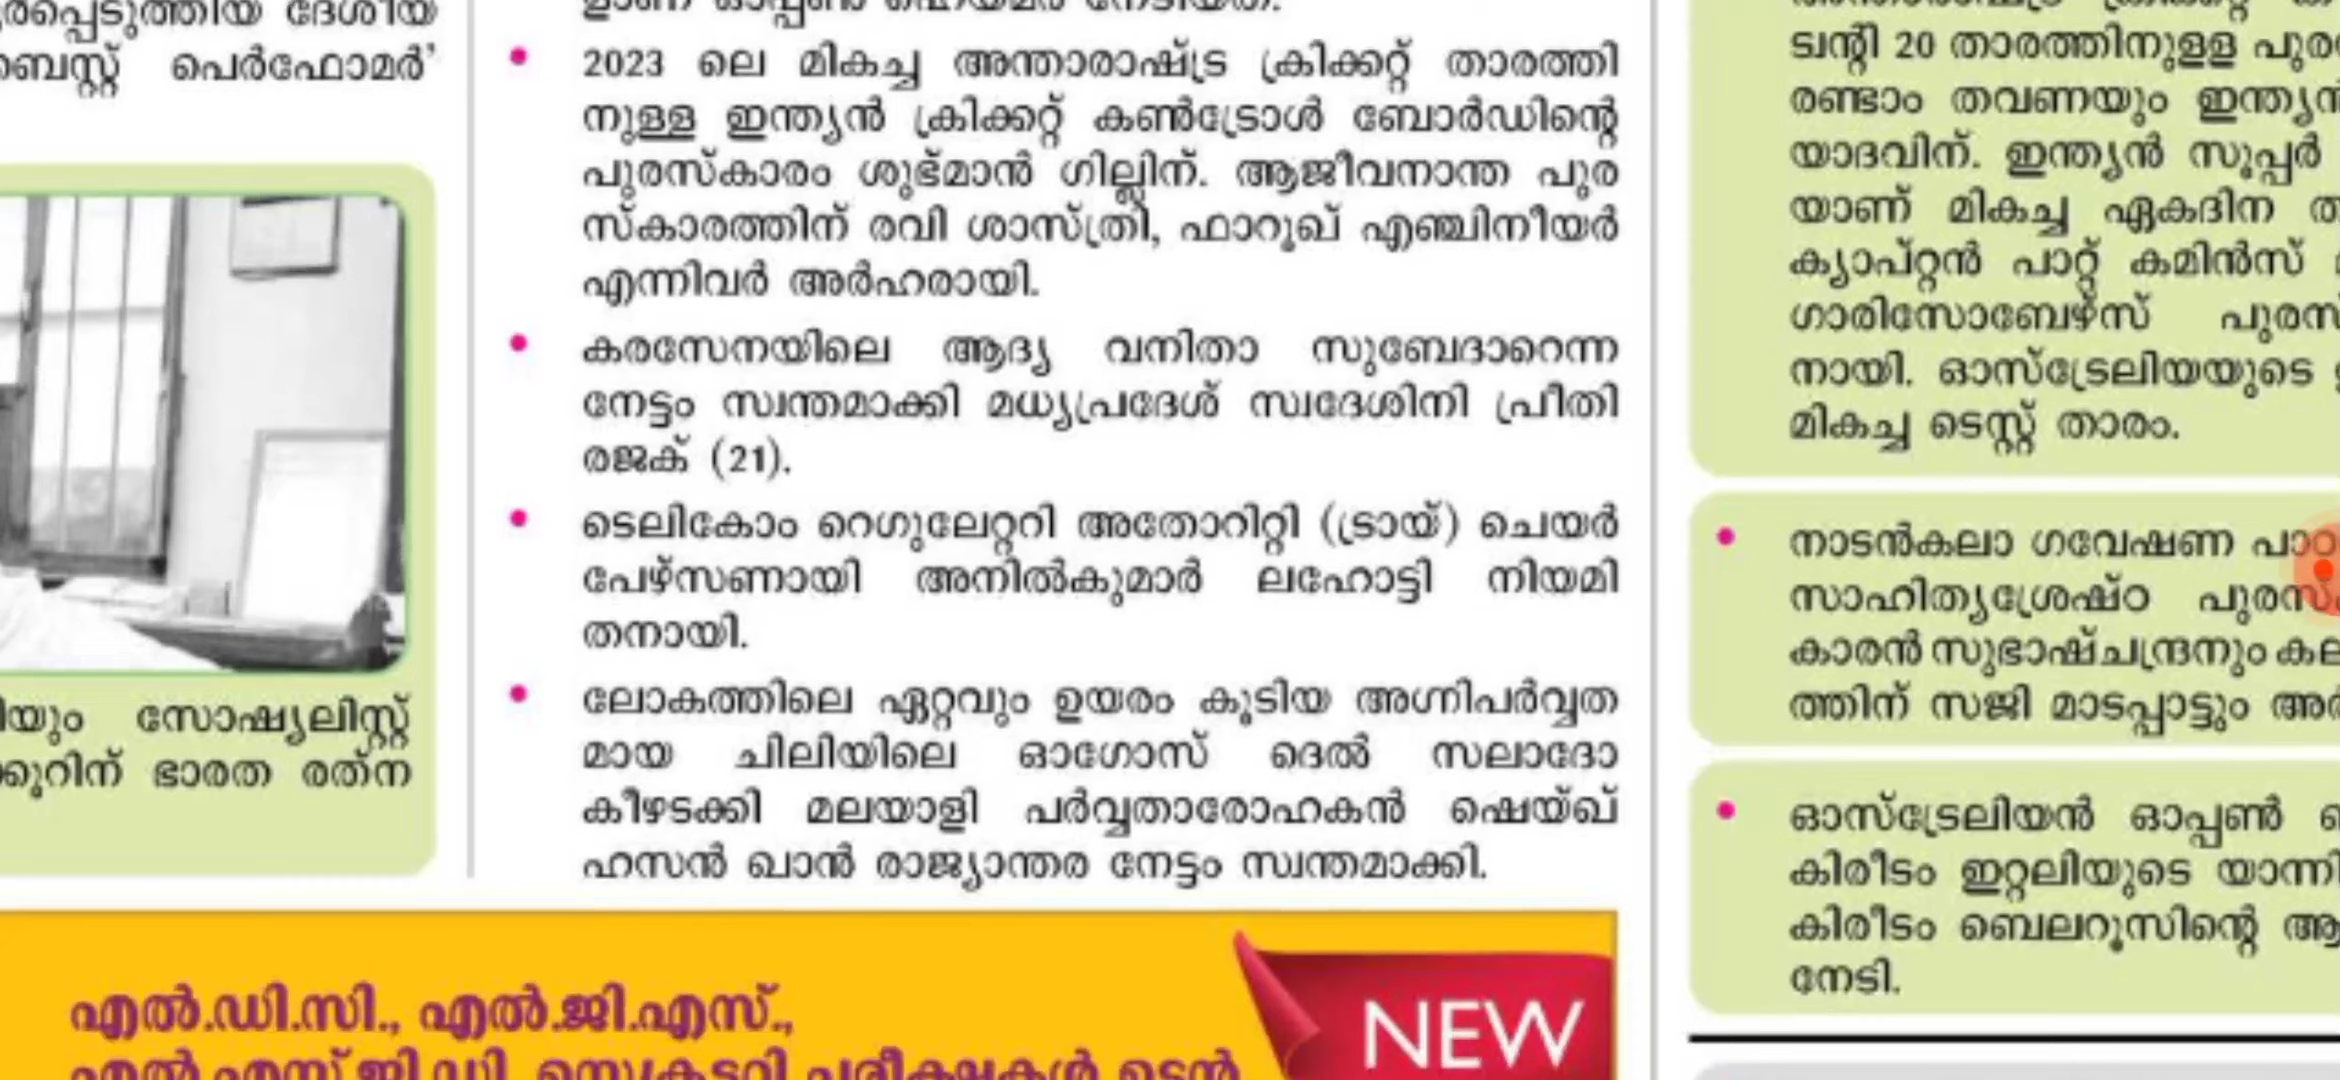 ദേശീയ
പെർഫോമർ'
സോഷ്യലിസ്റ്റ്
ഭാരത രത്ന
2023 ലെ മികച്ച അന്താരാഷ്ട്ര ക്രിക്കറ്റ് താരത്തി
നുള്ള ഇന്ത്യൻ ക്രിക്കറ്റ് കൺട്രോൾ ബോർഡിന്റെ
പുരസ്കാരം ശുഭ്മാൻ ഗില്ലിന്. ആജീവനാന്ത പുര
സ്കാരത്തിന് രവി ശാസ്ത്രി, ഫാറൂഖ് എഞ്ചിനീയർ
എന്നിവർ അർഹരായി.
കരസേനയിലെ ആദ്യ വനിതാ സുബേദാറെന്ന
നേട്ടം സ്വന്തമാക്കി മധ്യപ്രദേശ് സ്വദേശിനി പ്രീതി
രജക് (21).
ടെലികോം റെഗുലേറ്ററി അതോറിറ്റി (ട്രായ്) ചെയർ
പേഴ്സണായി അനിൽകുമാർ ലഹോട്ടി നിയമി
തനായി.
ലോകത്തിലെ ഏറ്റവും ഉയരം കൂടിയ അഗ്നിപർവ്വത
മായ ചിലിയിലെ ഓഗോസ് ദെൽ സലാദോ
കീഴടക്കി മലയാളി പർവ്വതാരോഹകൻ ഷെയ്ഖ്
ഹസൻ ഖാൻ രാജ്യാന്തര നേട്ടം സ്വന്തമാക്കി.
ട്വന്റി 20 താരത്തിനുളള
രണ്ടാം തവണയും
യാദവിന്. ഇന്ത്യൻ സൂപ്പർ
യാണ് മികച്ച ഏകദിന
ക്യാപ്റ്റൻ പാറ്റ് കമിൻസ്
ഗാരിസോബേഴ്സ്
നായി. ഓസ്ട്രേലിയയുടെ
മികച്ച ടെസ്റ്റ് താരം.
നാടൻകലാ ഗവേഷണ
സാഹിത്യശ്രേഷ്ഠ
കാരൻ സുഭാഷ്ചന്ദ്രനും
ത്തിന് സജി മാടപ്പാട്ടും
ഓസ്ട്രേലിയൻ ഓപ്പൺ
കിരീടം ഇറ്റലിയുടെ
കിരീടം ബെലറൂസിന്റെ
നേടി.
എൽ.ഡി.സി., എൽ.ജി.എസ്.,
NEW